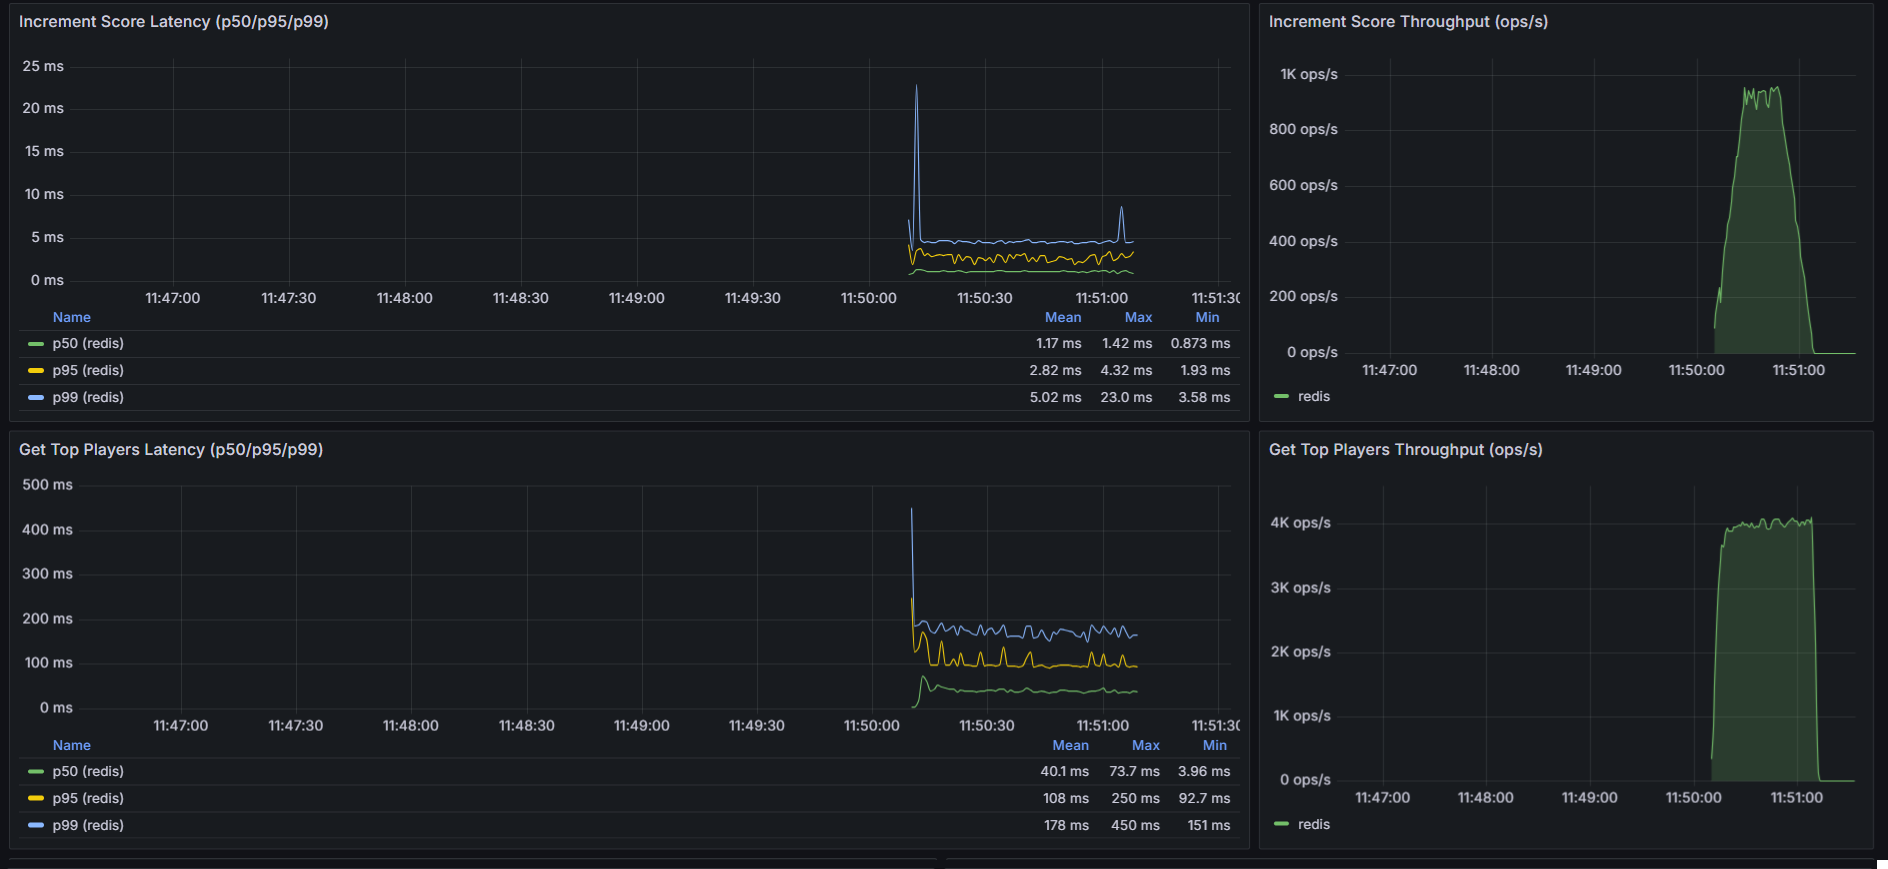 Increment Score Latency (p50/p95/p99)
25 ms
20 ms
15 ms
10 ms
5 ms
0 ms
11:47:00 11:47:30 11:48:00 11:48:30 11:49:00 11:49:30 11:50:00 11:50:30 11:51:00 11:51:30
Name Mean Max Min
p50 (redis) 1.17 ms 1.42 ms 0.873 ms
p95 (redis) 2.82 ms 4.32 ms 1.93 ms
p99 (redis) 5.02 ms 23.0 ms 3.58 ms
Increment Score Throughput (ops/s)
1K ops/s
800 ops/s
600 ops/s
400 ops/s
200 ops/s
0 ops/s
11:47:00 11:48:00 11:49:00 11:50:00 11:51:00
redis
Get Top Players Latency (p50/p95/p99)
500 ms
400 ms
300 ms
200 ms
100 ms
0 ms
11:47:00 11:47:30 11:48:00 11:48:30 11:49:00 11:49:30 11:50:00 11:50:30 11:51:00 11:51:30
Name Mean Max Min
p50 (redis) 40.1 ms 73.7 ms 3.96 ms
p95 (redis) 108 ms 250 ms 92.7 ms
p99 (redis) 178 ms 450 ms 151 ms
Get Top Players Throughput (ops/s)
4K ops/s
3K ops/s
2K ops/s
1K ops/s
0 ops/s
11:47:00 11:48:00 11:49:00 11:50:00 11:51:00
redis